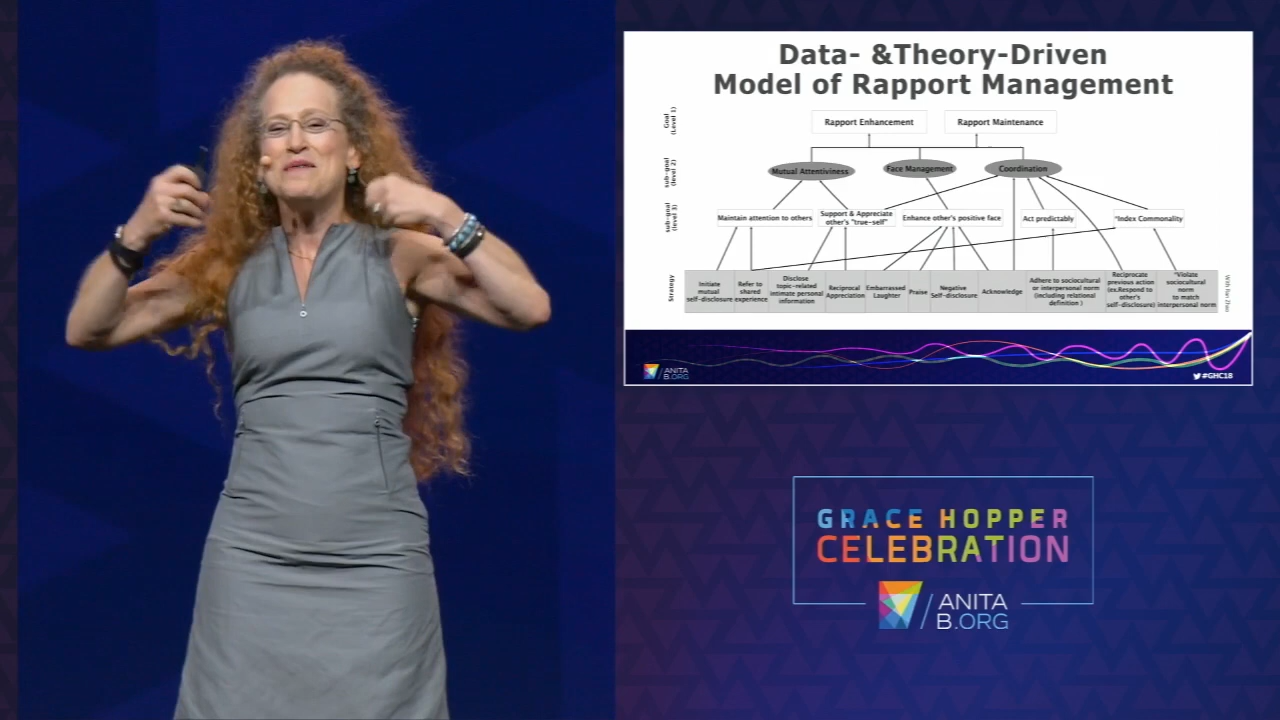 Data- &Theory-Driven
Model of Rapport Management
Goal
(Level 1)
Rapport Enhancement
Rapport Maintenance
sub-goal
(level 2)
Mutual Attentiviness
Face Management
Coordination
sub-goal
(level 3)
Maintain attention to others
Support & Appreciate
other's "true-self"
Enhance other's positive face
Act predictably
*Index Commonality
Strategy
Initiate
mutual
self-disclosure
Refer to
shared
experience
Disclose
topic-related
intimate personal
information
Reciprocal
Appreciation
Embarrassed
Laughter
Praise
Negative
Self-disclosure
Acknowledge
Adhere to sociocultural
or interpersonal norm
(including relational
definition )
Reciprocate
previous action
(ex.Respond to
other's
self-disclosure)
*Violate
sociocultural
norm
to match
interpersonal norm
With Ran Zhao
ANITA
B.ORG
#GHC18
GRACE HOPPER
CELEBRATION
ANITA
B.ORG